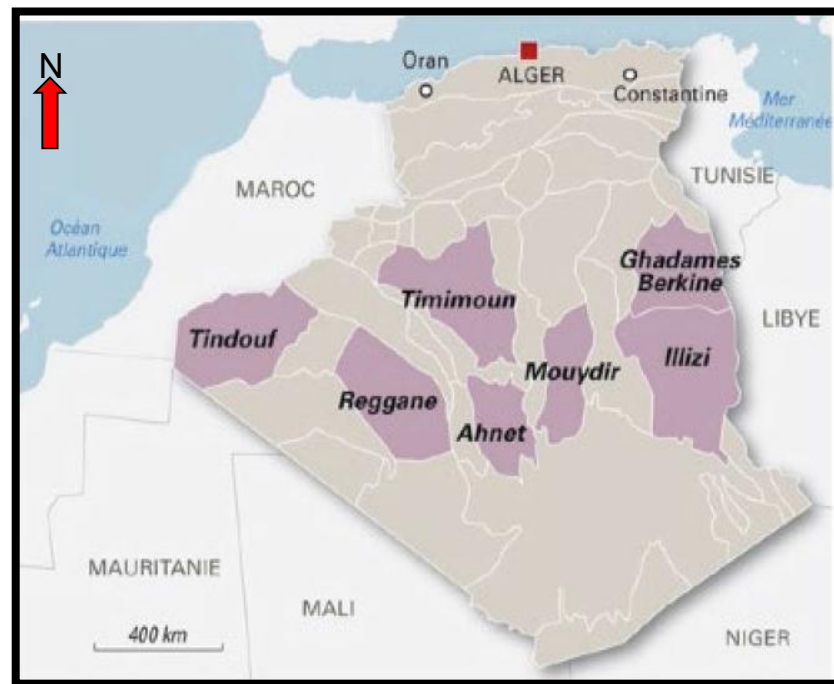 N
Oran
ALGER
Constantine
Mer
Méditerranée
MAROC
TUNISIE
Océan
Atlantique
Ghadames
Berkine
Timimoun
LIBYE
Tindouf
Illizi
Mouydir
Reggane
Ahnet
MAURITANIE
MALI
400 km
NIGER